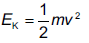 E_K = 1/2 mv²